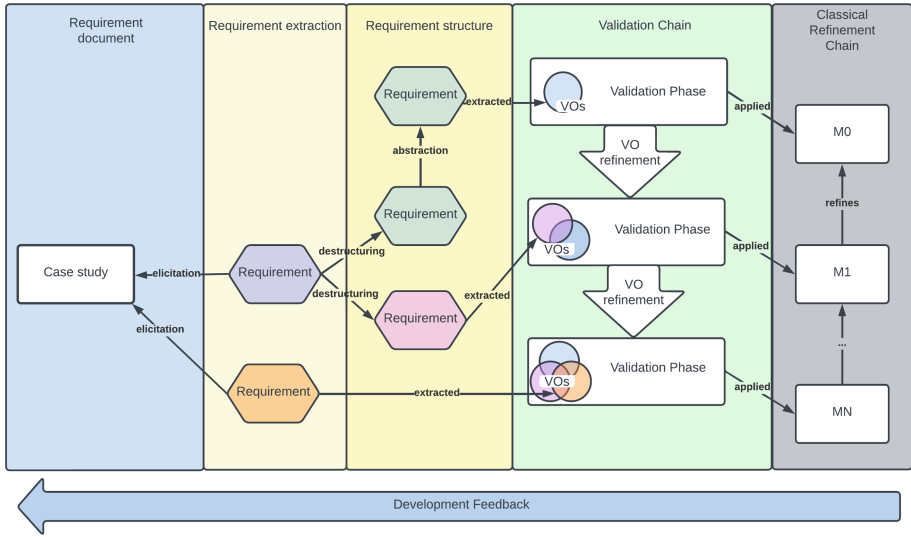 Requirement
document
Requirement extraction
Requirement structure
Validation Chain
Classical
Refinement
Chain
Requirement
extracted
VOs
Validation Phase
applied
M0
abstraction
VO
refinement
refines
Requirement
destructuring
VOs
Validation Phase
applied
M1
Case study
elicitation
Requirement
destructuring
Requirement
extracted
VO
refinement
elicitation
...
Requirement
extracted
VOs
Validation Phase
applied
MN
Development Feedback